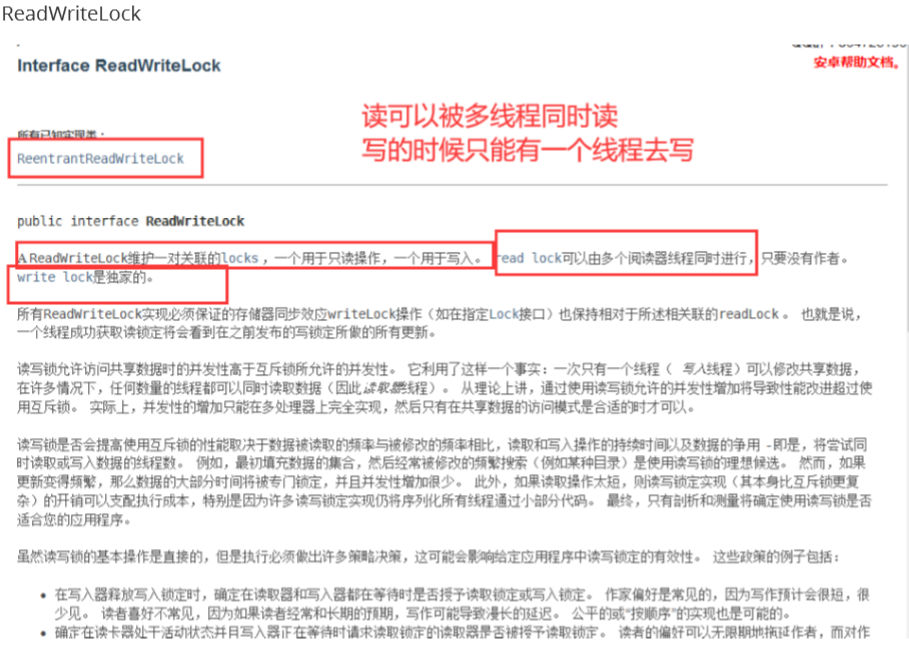 ReadWriteLock
Interface ReadWriteLock
安卓帮助文档。
读可以被多线程同时读
所有已知实现类：
写的时候只能有一个线程去写
ReentrantReadWriteLock
public interface ReadWriteLock
A ReadWriteLock维护一对关联的locks ，一个用于只读操作，一个用于写入。 read lock可以由多个阅读器线程同时进行，只要没有作者。
write lock是独家的。
所有ReadWriteLock实现必须保证的存储器同步效应writeLock操作（如在指定Lock接口）也保持相对于所述相关联的readLock 。 也就是说，
一个线程成功获取读锁定将会看到在之前发布的写锁定所做的所有更新。
读写锁允许访问共享数据时的并发性高于互斥锁所允许的并发性。 它利用了这样一个事实：一次只有一个线程（ 写入线程）可以修改共享数据，
在许多情况下，任何数量的线程都可以同时读取数据（因此读取器线程）。 从理论上讲，通过使用读写锁允许的并发性增加将导致性能改进超过使
用互斥锁。 实际上，并发性的增加只能在多处理器上完全实现，然后只有在共享数据的访问模式是合适的时才可以。
读写锁是否会提高使用互斥锁的性能取决于数据被读取的频率与被修改的频率相比，读取和写入操作的持续时间以及数据的争用 -即是，将尝试同
时读取或写入数据的线程数。 例如，最初填充数据的集合，然后经常被修改的频繁搜索（例如某种目录）是使用读写锁的理想候选。 然而，如果
更新变得频繁，那么数据的大部分时间将被专门锁定，并且并发性增加很少。 此外，如果读取操作太短，则读写锁定实现（其本身比互斥锁更复
杂）的开销可以支配执行成本，特别是因为许多读写锁定实现仍将序列化所有线程通过小部分代码。 最终，只有剖析和测量将确定使用读写锁是否
适合您的应用程序。
虽然读写锁的基本操作是直接的，但是执行必须做出许多策略决策，这可能会影响给定应用程序中读写锁定的有效性。 这些政策的例子包括：
• 在写入器释放写入锁定时，确定在读取器和写入器都在等待时是否授予读取锁定或写入锁定。 作家偏好是常见的，因为写作预计会很短，很
少见。 读者喜好不常见，因为如果读者经常和长期的预期，写作可能导致漫长的延迟。 公平的或“按顺序”的实现也是可能的。
• 确定在读卡器处于活动状态并且写入器正在等待时请求读取锁定的读取器是否被授予读取锁定。 读者的偏好可以无限期地拖延作者，而对作